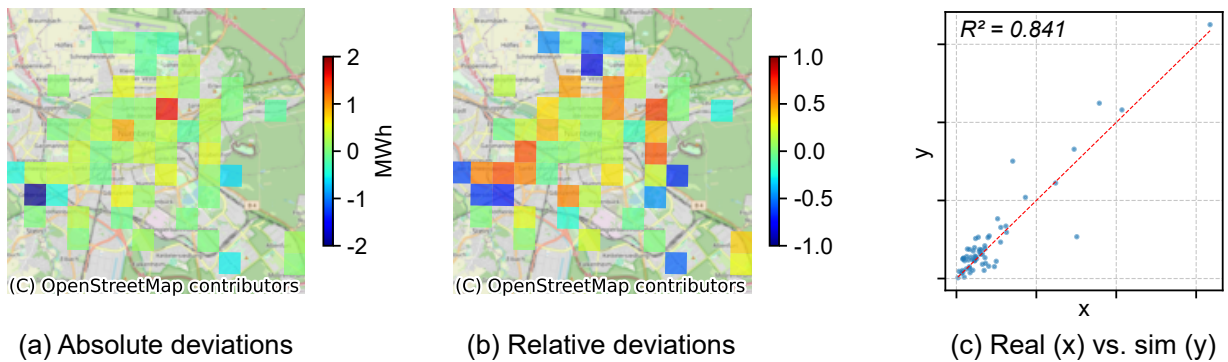 2
1
0
-1
-2
MWh
(C) OpenStreetMap contributors
(a) Absolute deviations
1.0
0.5
0.0
-0.5
-1.0
(C) OpenStreetMap contributors
(b) Relative deviations
R² = 0.841
y
x
(c) Real (x) vs. sim (y)